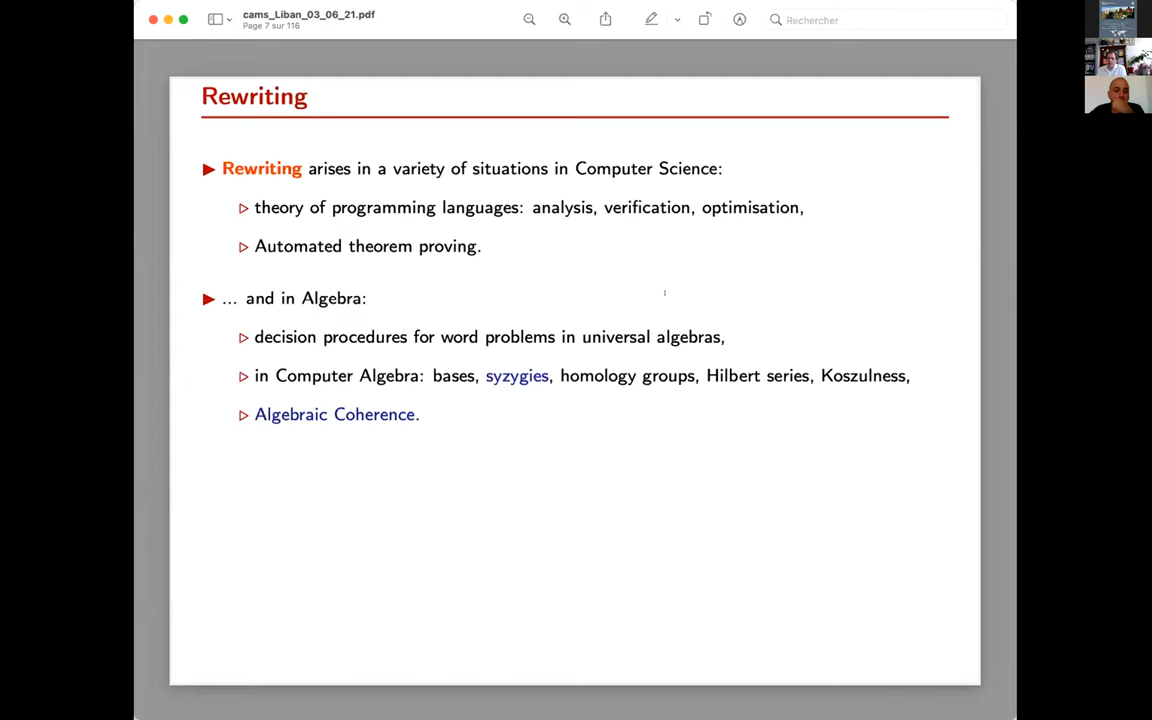 cams_Liban_03_06_21.pdf
Page 7 sur 116
Rechercher
Rewriting
Rewriting arises in a variety of situations in Computer Science:
theory of programming languages: analysis, verification, optimisation,
Automated theorem proving.
... and in Algebra:
decision procedures for word problems in universal algebras,
in Computer Algebra: bases, syzygies, homology groups, Hilbert series, Koszulness,
Algebraic Coherence.